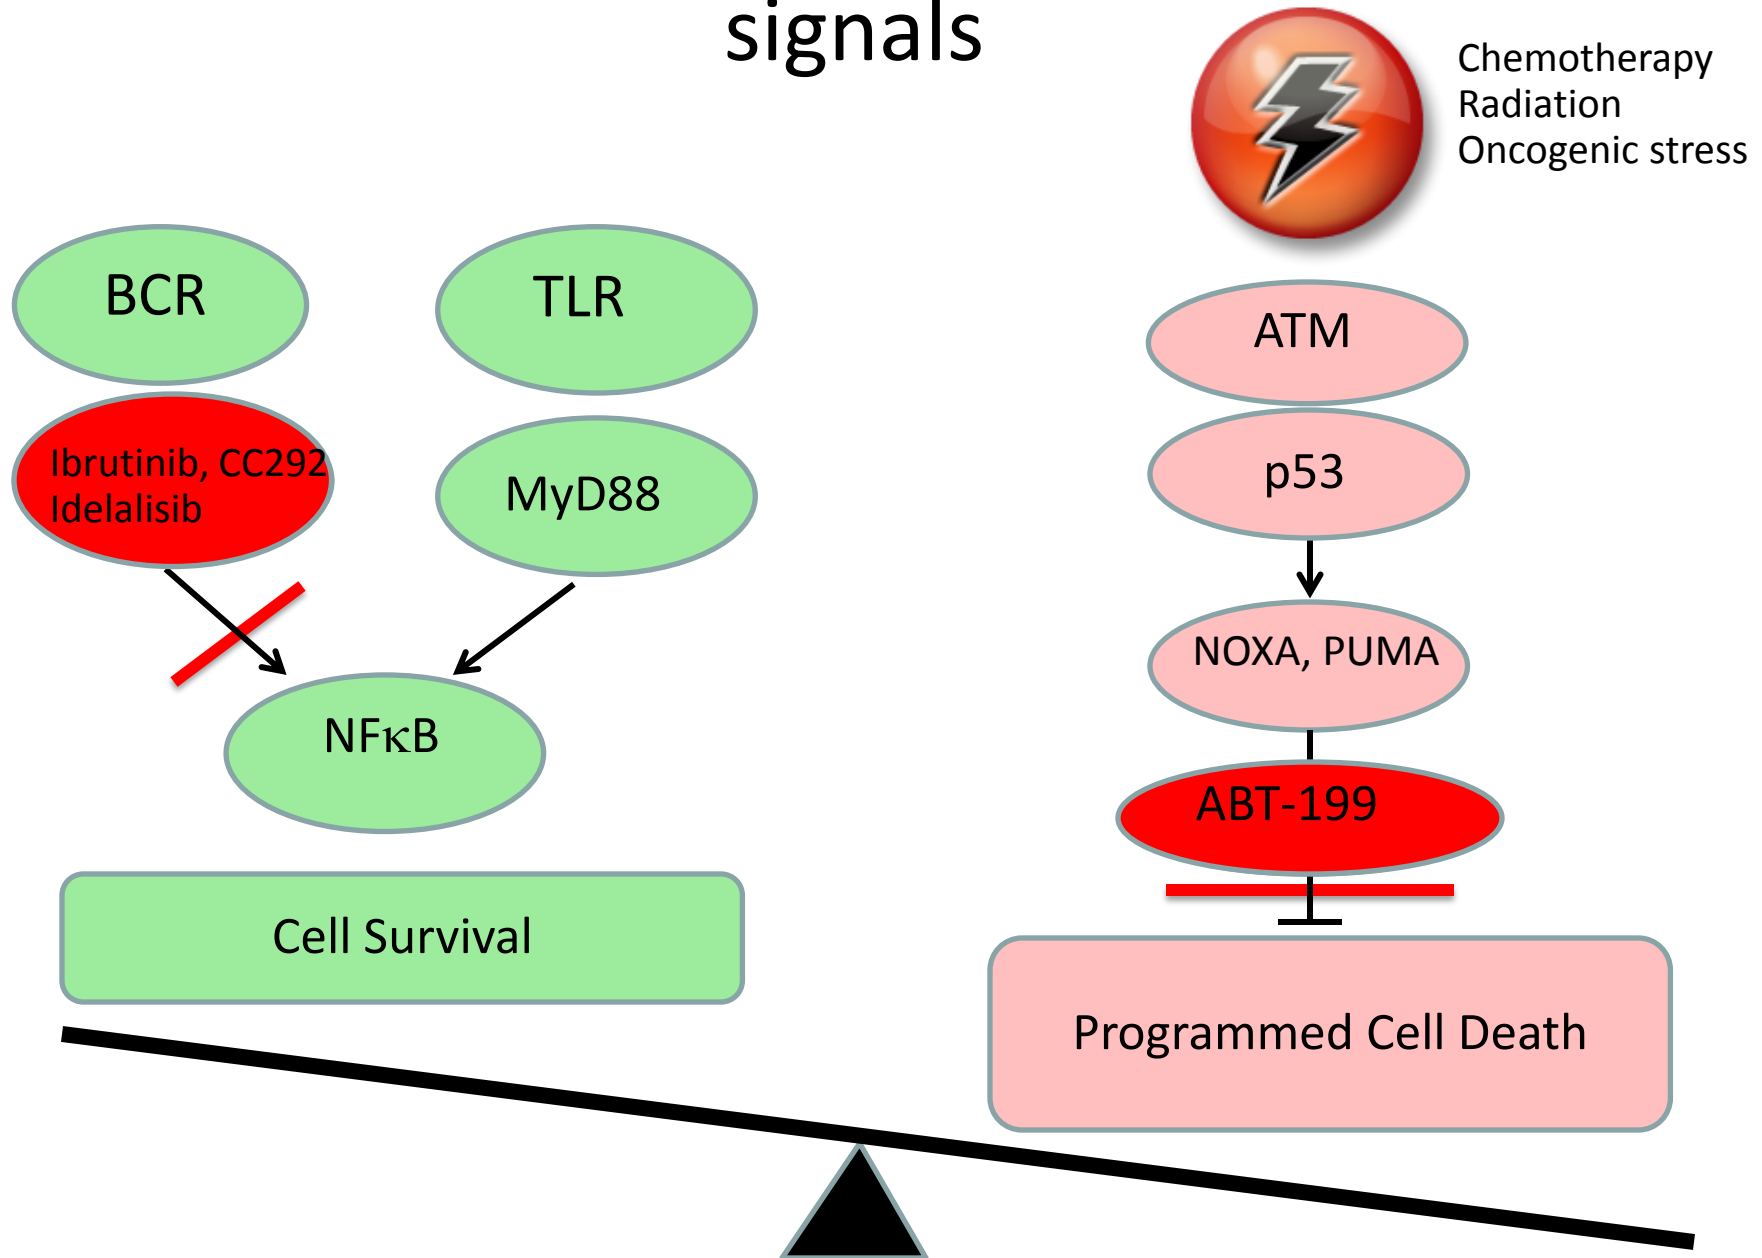 signals
Chemotherapy
Radiation
Oncogenic stress
BCR
TLR
ATM
Ibrutinib, CC292
Idelalisib
MyD88
p53
NOXA, PUMA
NFκB
ABT-199
Cell Survival
Programmed Cell Death